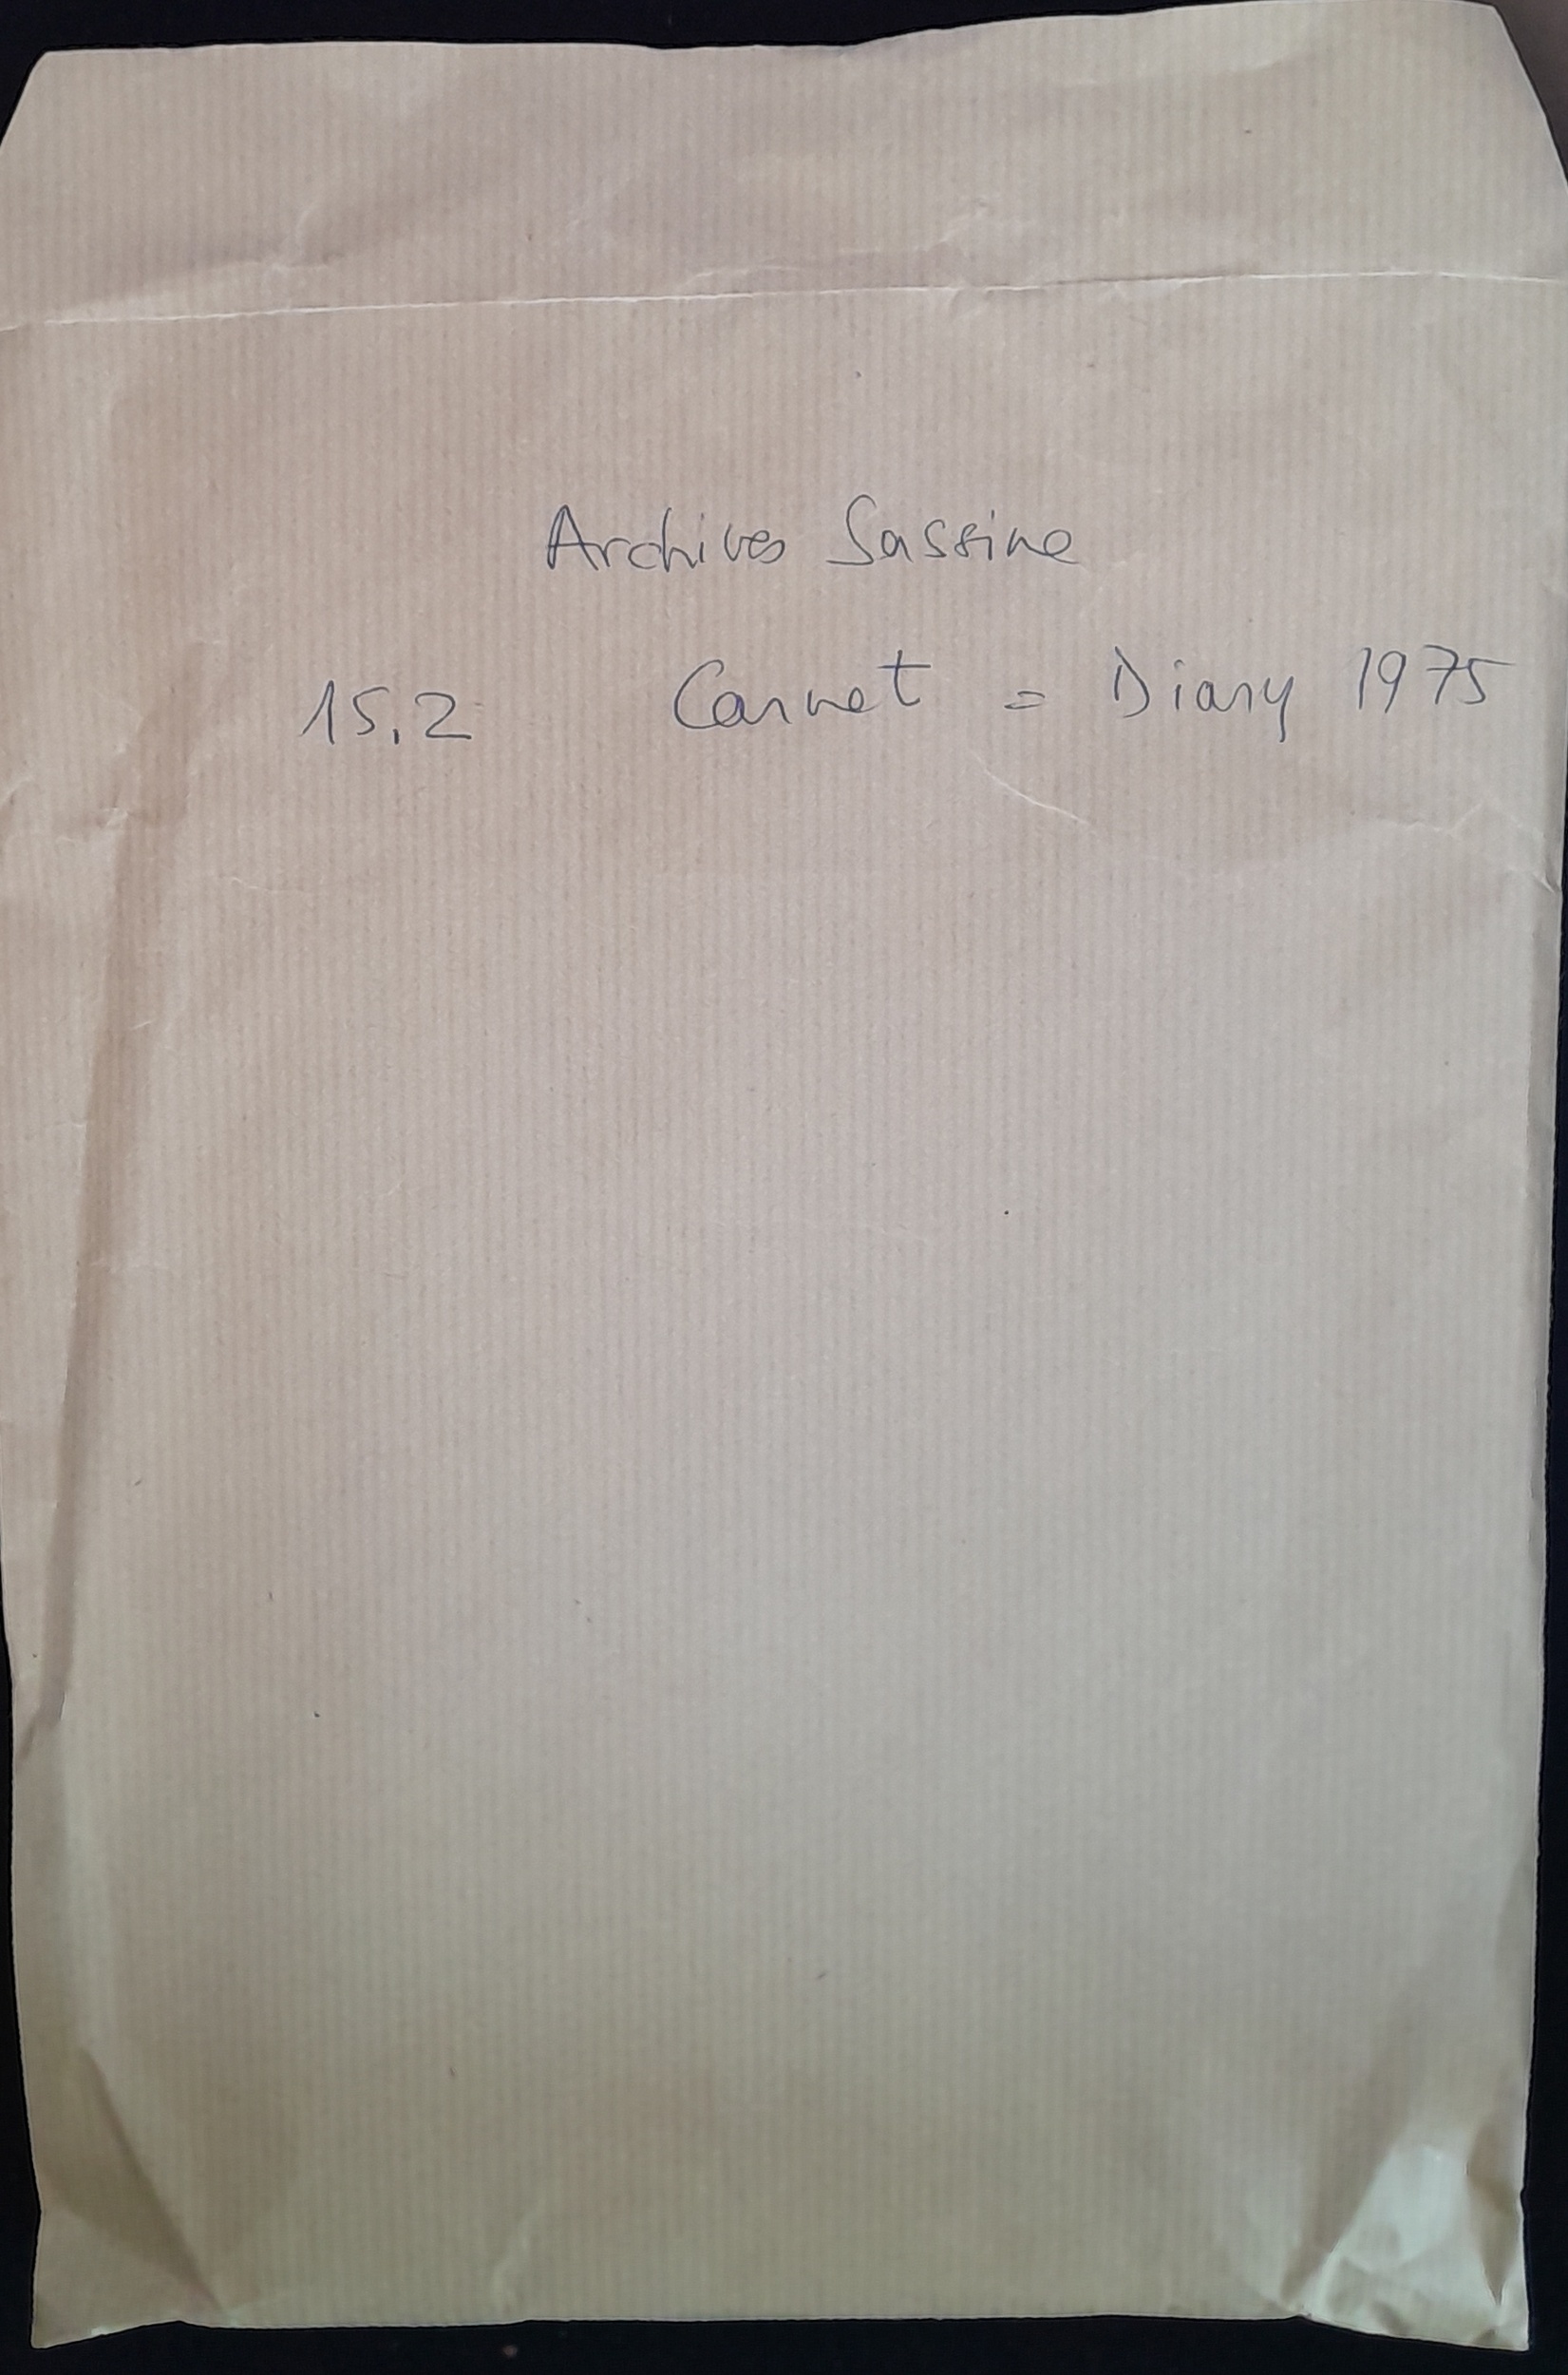 Archives Sassine
15.2 Carnet = Diary 1975